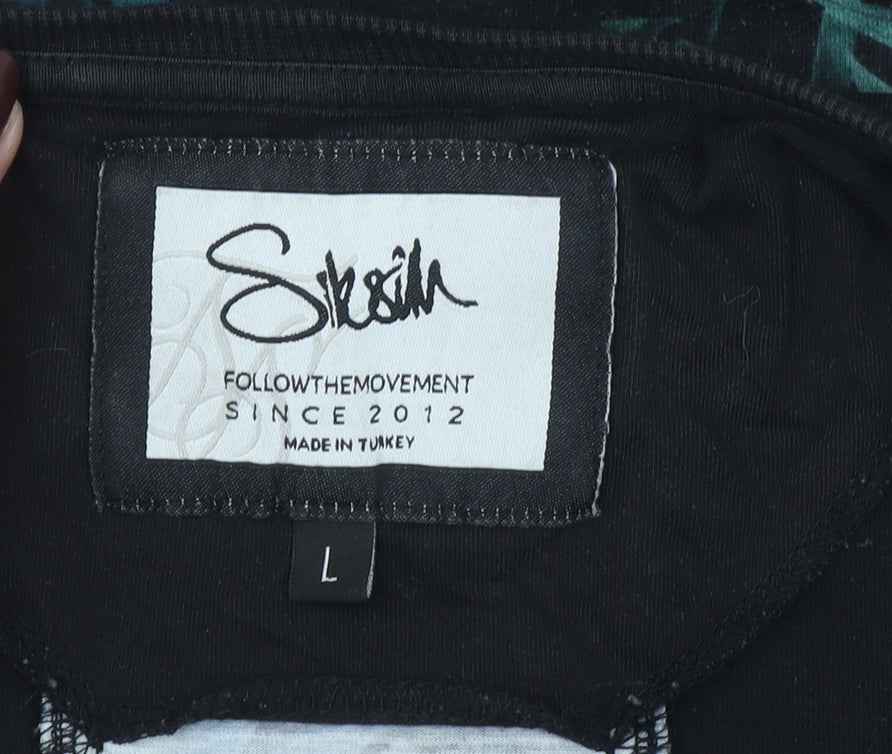 Siksilk
FOLLOWTHEMOVEMENT
SINCE 2012
MADE IN TURKEY
L